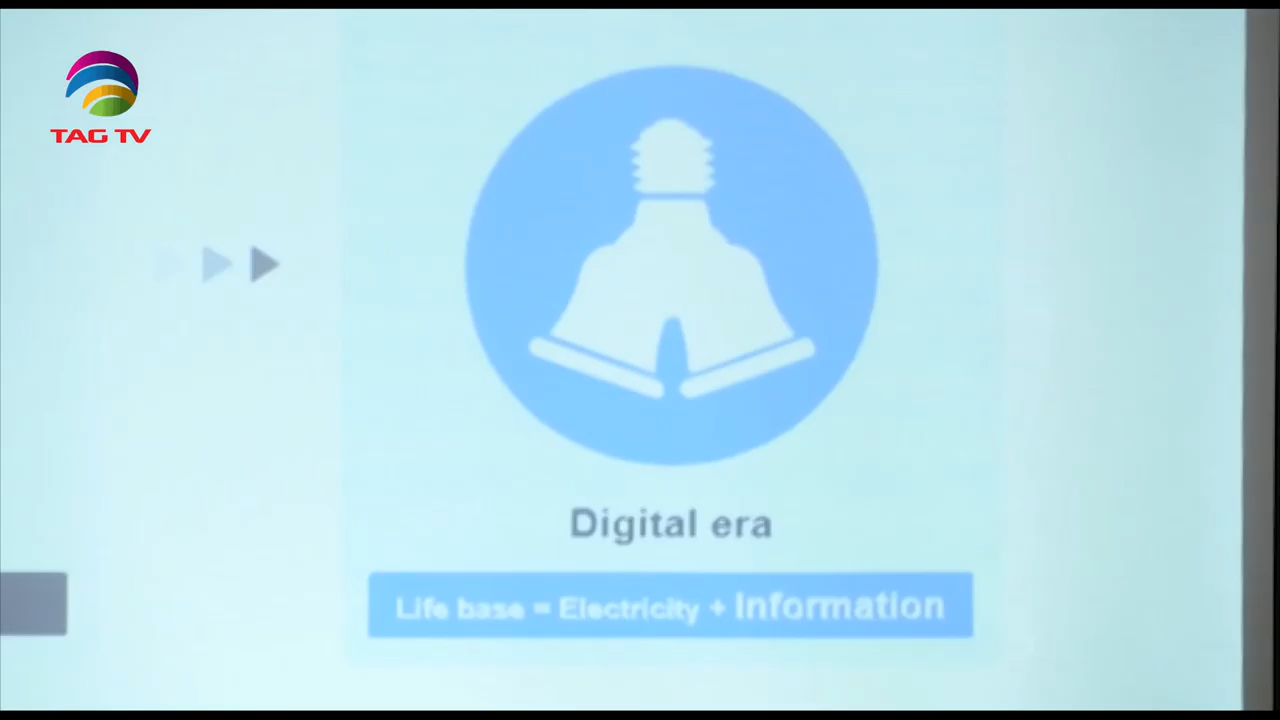 TAG TV
Digital era
Life base = Electricity + Information